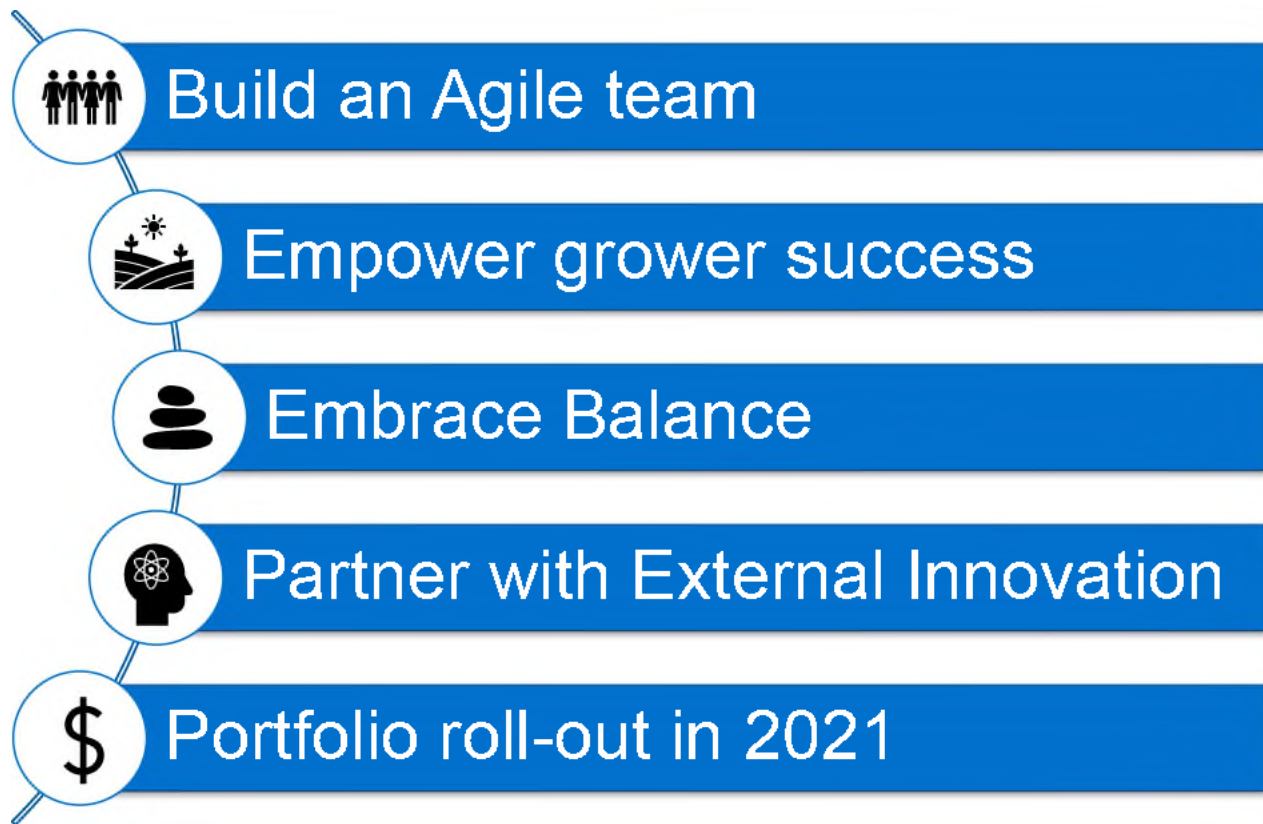 Build an Agile team
Empower grower success
Embrace Balance
Partner with External Innovation
$
Portfolio roll-out in 2021